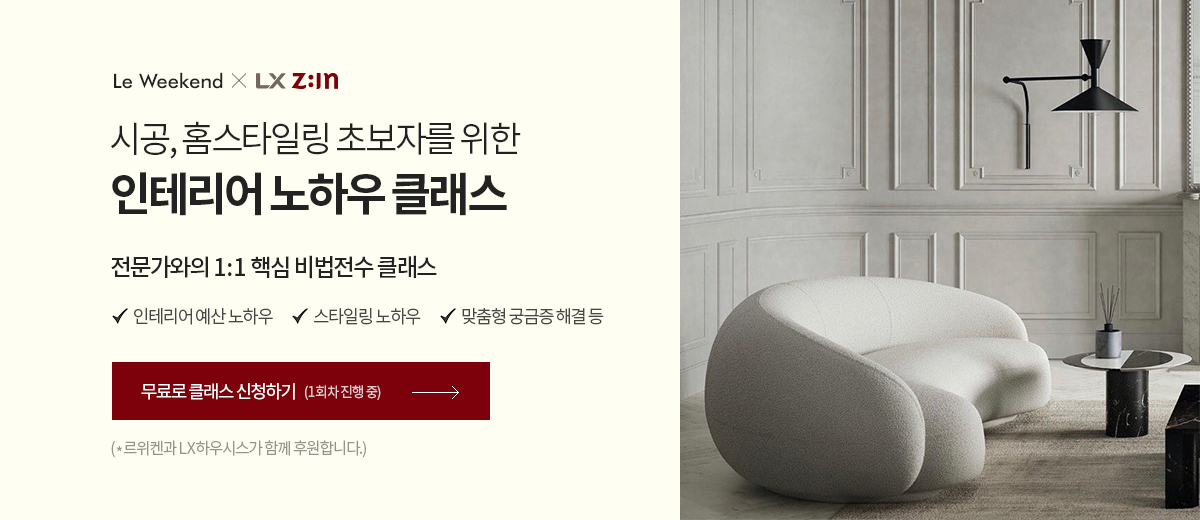 Le Weekend × LX Z:IN
시공, 홈스타일링 초보자를 위한
인테리어 노하우 클래스
전문가와의 1:1 핵심 비법전수 클래스
✓ 인테리어 예산 노하우 ✓ 스타일링 노하우 ✓ 맞춤형 궁금증 해결 등
무료로 클래스 신청하기 (1회차 진행 중)
(*르위켄과 LX하우시스가 함께 후원합니다.)